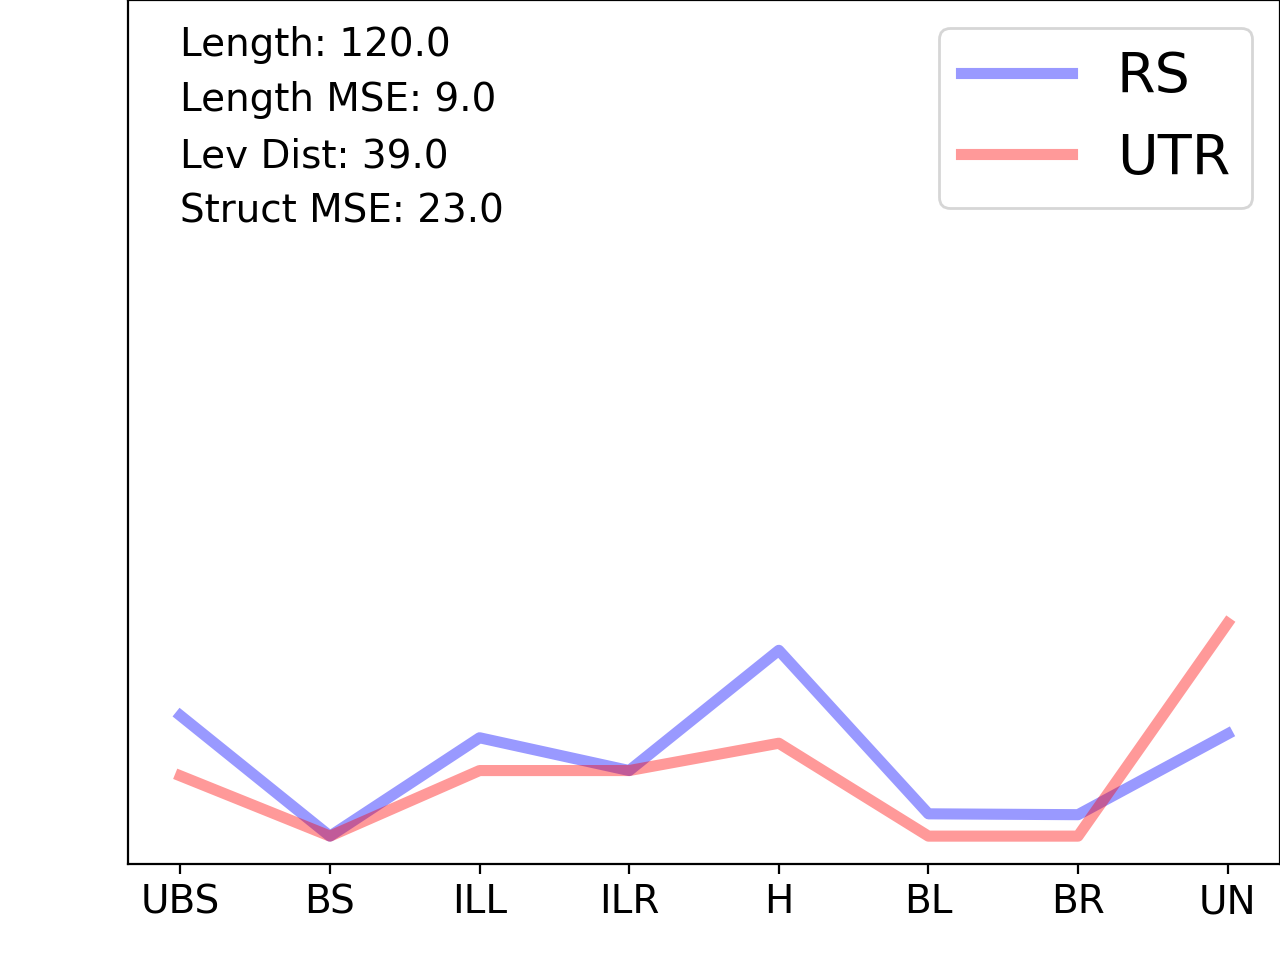 Length: 120.0
Length MSE: 9.0
Lev Dist: 39.0
Struct MSE: 23.0
RS
UTR
UBS BS ILL ILR H BL BR UN